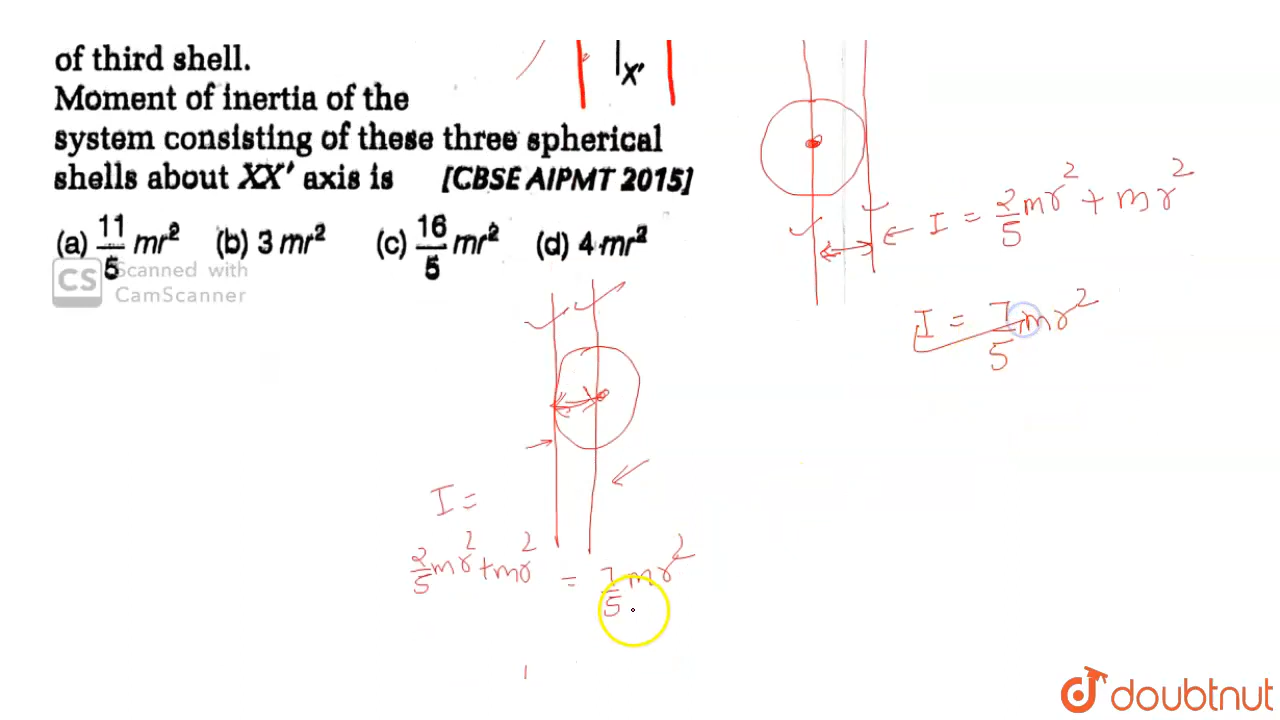 of third shell.
X'
Moment of inertia of the
system consisting of these three spherical
shells about XX' axis is [CBSE AIPMT 2015]
(a) 11/5 mr² (b) 3 mr² (c) 16/5 mr² (d) 4 mr²
CS Scanned with
CamScanner
I = 2/5 mr² + mr²
I = 7/5 mr²
I =
2/5 mr² + mr² = 7/5 mr²
doubtnut